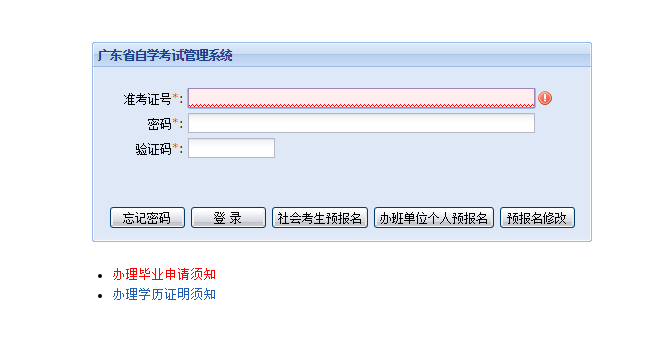 广东省自学考试管理系统
准考证号*:
密码*:
验证码*:
忘记密码 登 录 社会考生预报名 办班单位个人预报名 预报名修改
办理毕业申请须知
办理学历证明须知